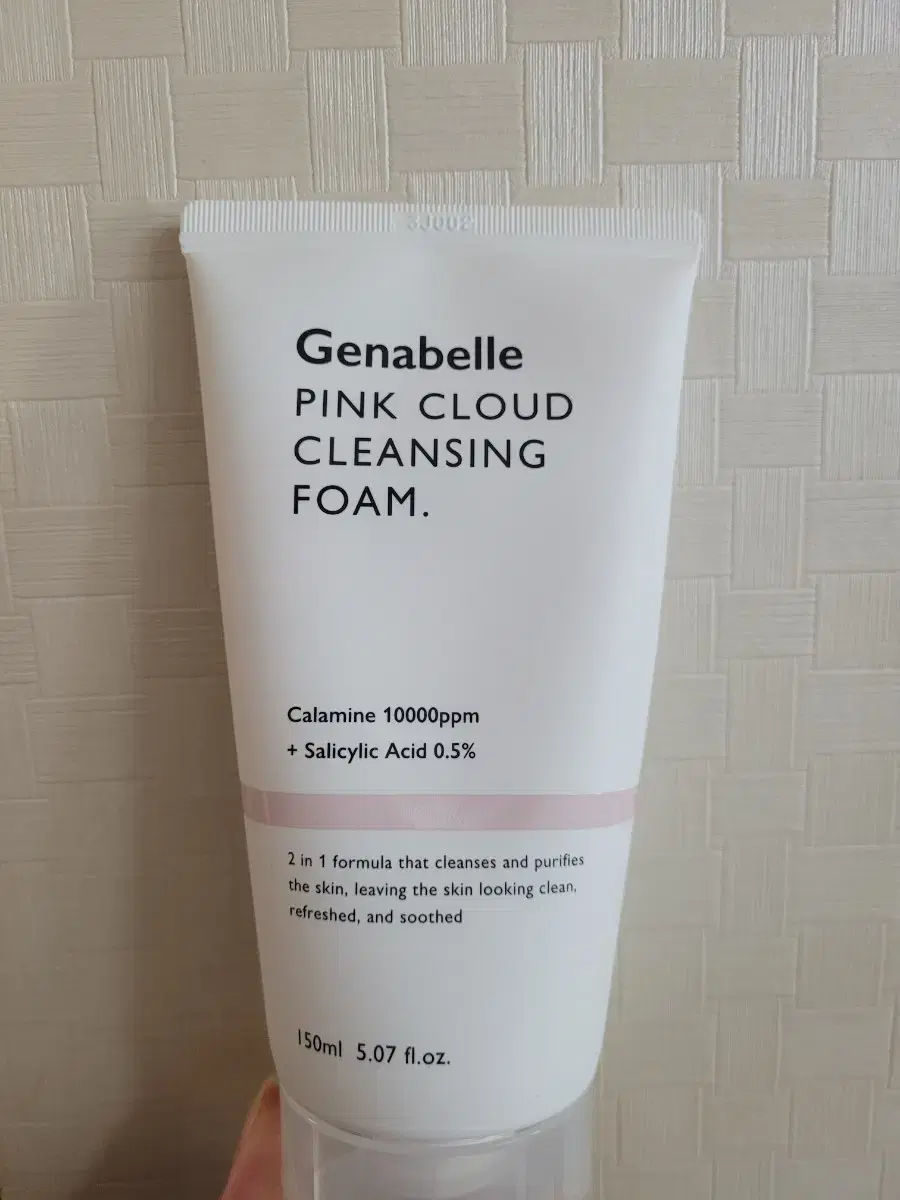 3J002
Genabelle
PINK CLOUD
CLEANSING
FOAM.
Calamine 10000ppm
+ Salicylic Acid 0.5%
2 in 1 formula that cleanses and purifies
the skin, leaving the skin looking clean,
refreshed, and soothed
150ml 5.07 fl.oz.